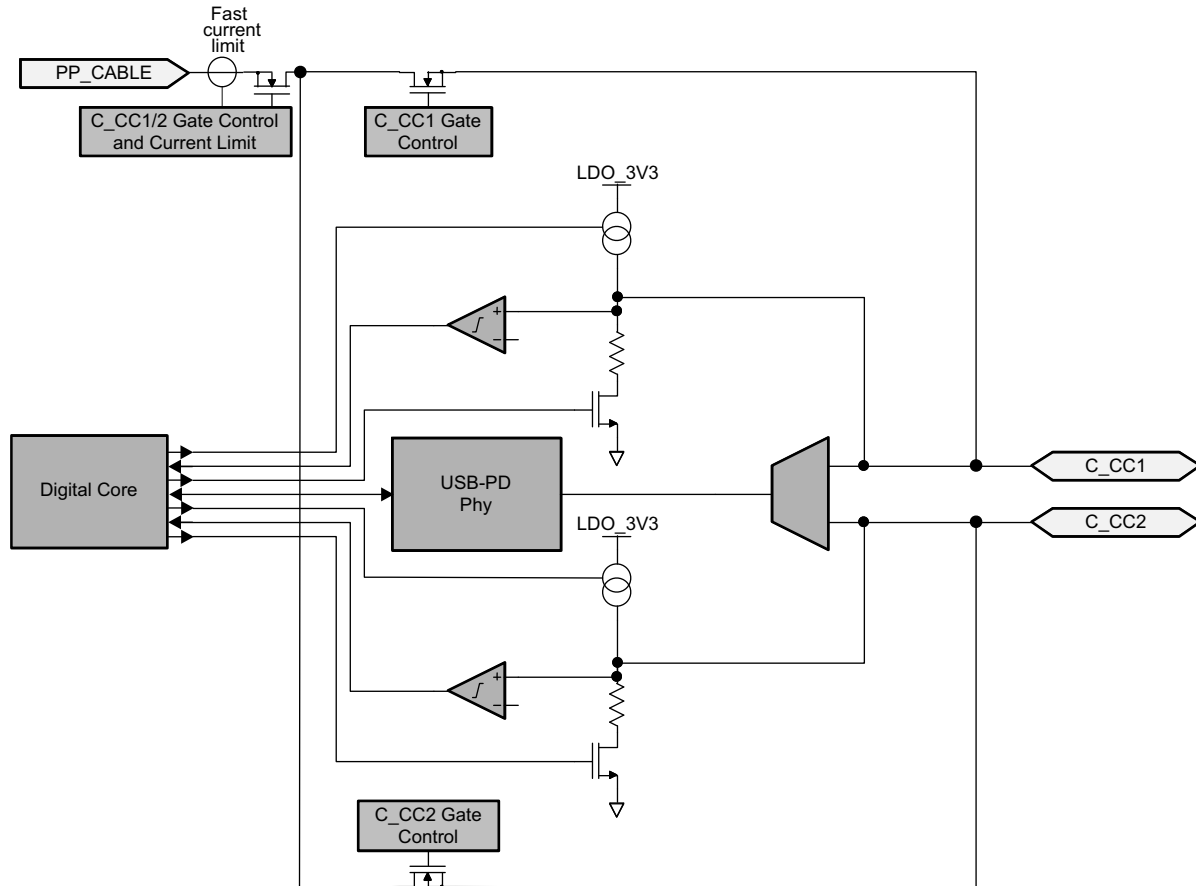 Fast
current
limit
PP_CABLE
C_CC1/2 Gate Control
and Current Limit
C_CC1 Gate
Control
LDO_3V3
+
−
Digital Core
USB-PD
Phy
C_CC1
C_CC2
LDO_3V3
+
−
C_CC2 Gate
Control